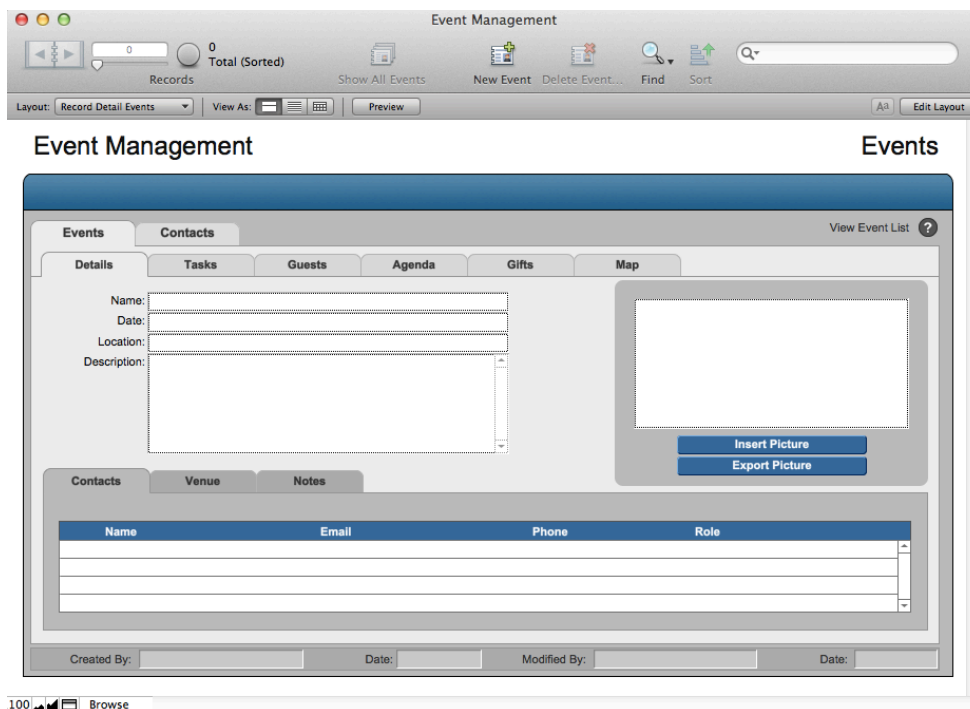 Event Management
0
0
Total (Sorted)
Records
Show All Events
New Event
Delete Event...
Find
Sort
Layout: Record Detail Events
View As:
Preview
Aa
Edit Layout
Event Management
Events
Events
Contacts
View Event List ?
Details
Tasks
Guests
Agenda
Gifts
Map
Name:
Date:
Location:
Description:
Insert Picture
Export Picture
Contacts
Venue
Notes
Name
Email
Phone
Role
Created By:
Date:
Modified By:
Date:
100
Browse